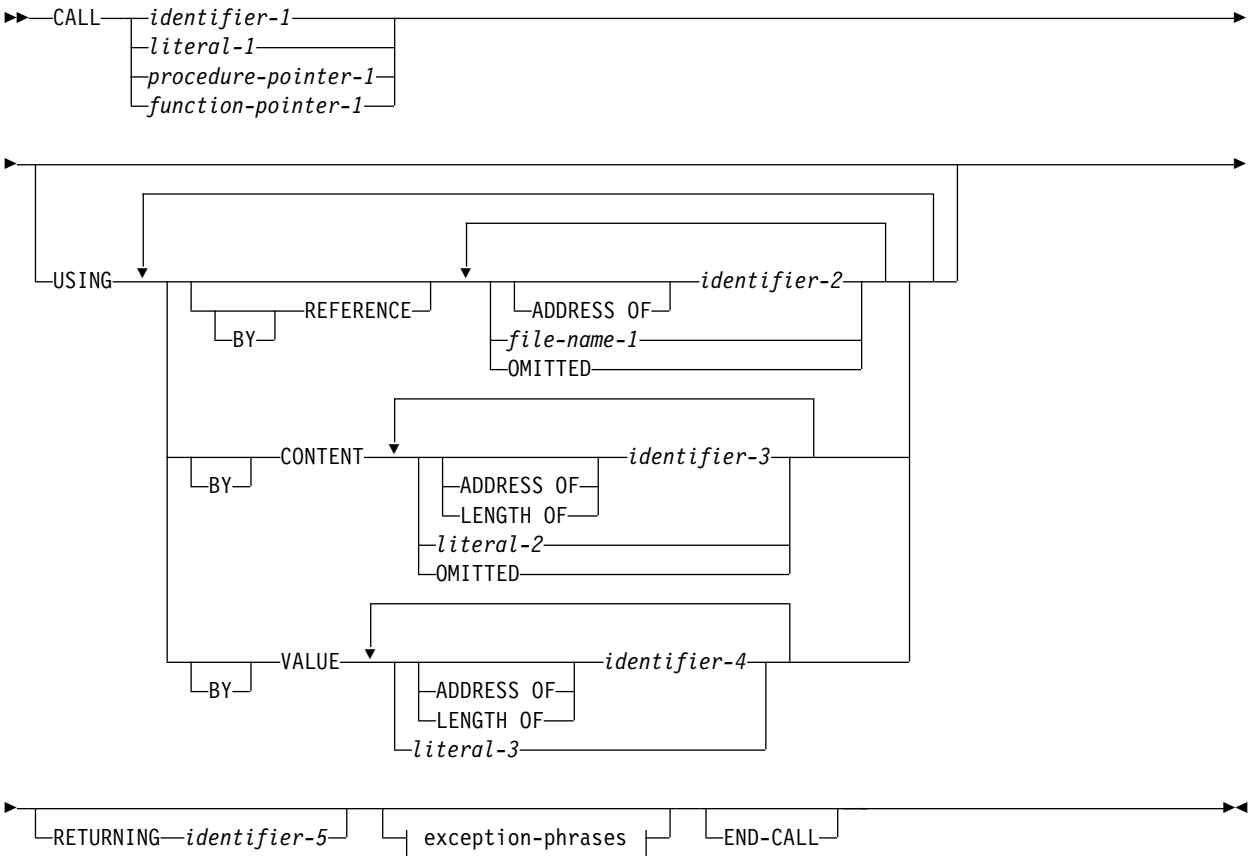 CALL identifier-1
literal-1
procedure-pointer-1
function-pointer-1
USING
REFERENCE
BY
ADDRESS OF
identifier-2
file-name-1
OMITTED
CONTENT
BY
ADDRESS OF
LENGTH OF
identifier-3
literal-2
OMITTED
VALUE
BY
ADDRESS OF
LENGTH OF
identifier-4
literal-3
RETURNING identifier-5
exception-phrases
END-CALL